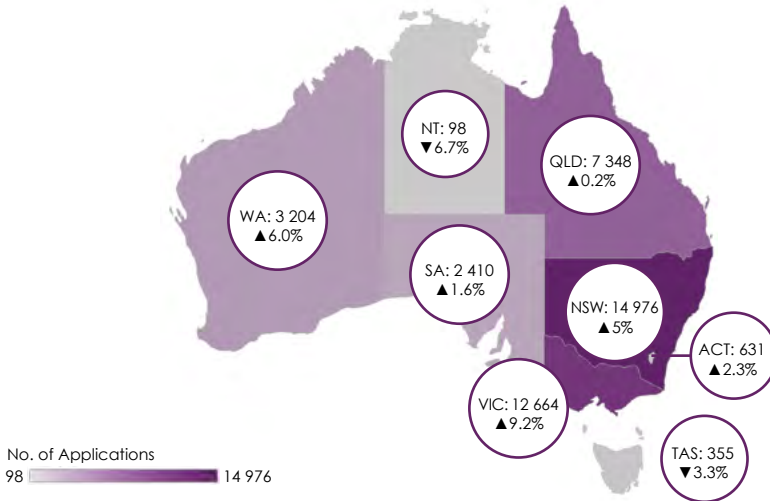 NT: 98
▼6.7%
QLD: 7 348
▲0.2%
WA: 3 204
▲6.0%
SA: 2 410
▲1.6%
NSW: 14 976
▲5%
ACT: 631
▲2.3%
VIC: 12 664
▲9.2%
TAS: 355
▼3.3%
No. of Applications
98 14 976